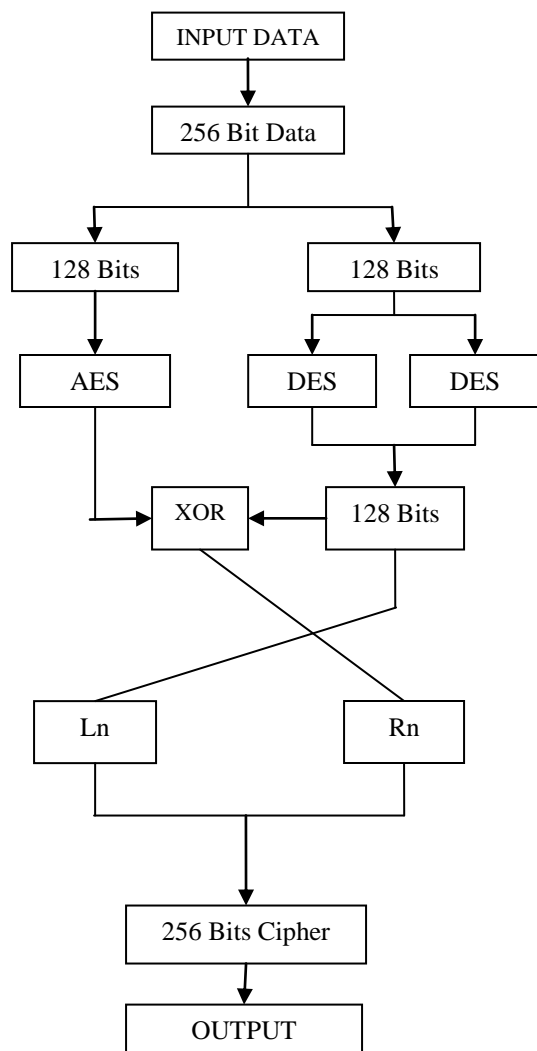 INPUT DATA
256 Bit Data
128 Bits
128 Bits
AES
DES
DES
XOR
128 Bits
Ln
Rn
256 Bits Cipher
OUTPUT